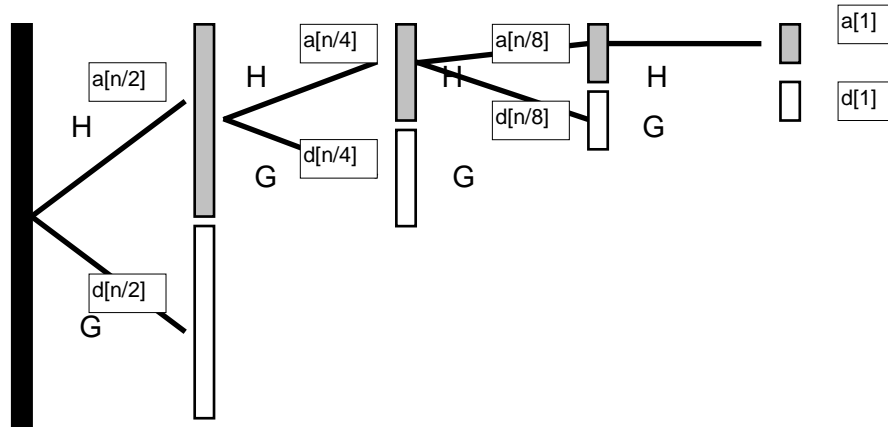 a[n/2]
H
d[n/2]
G
a[n/4]
H
d[n/4]
G
a[n/8]
H
d[n/8]
G
a[1]
H
d[1]
G